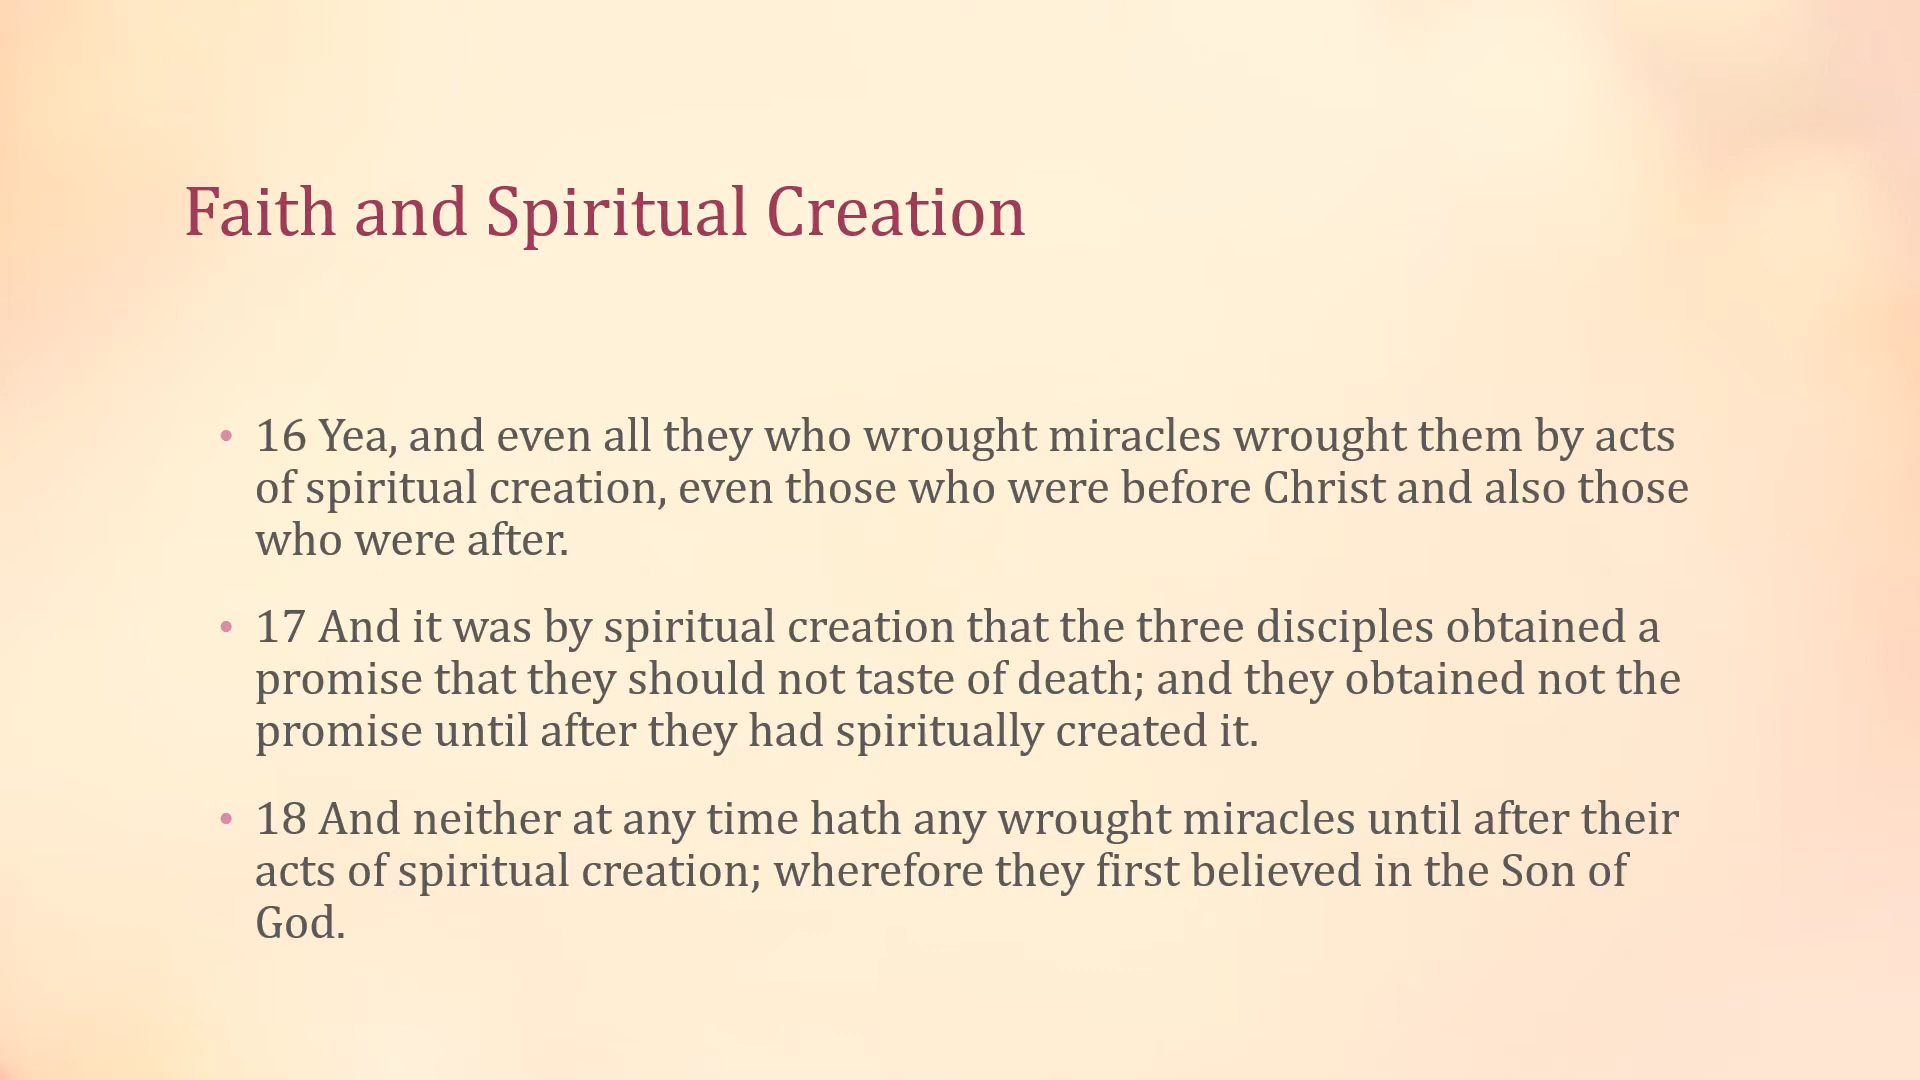 Faith and Spiritual Creation
• 16 Yea, and even all they who wrought miracles wrought them by acts
of spiritual creation, even those who were before Christ and also those
who were after.
• 17 And it was by spiritual creation that the three disciples obtained a
promise that they should not taste of death; and they obtained not the
promise until after they had spiritually created it.
• 18 And neither at any time hath any wrought miracles until after their
acts of spiritual creation; wherefore they first believed in the Son of
God.